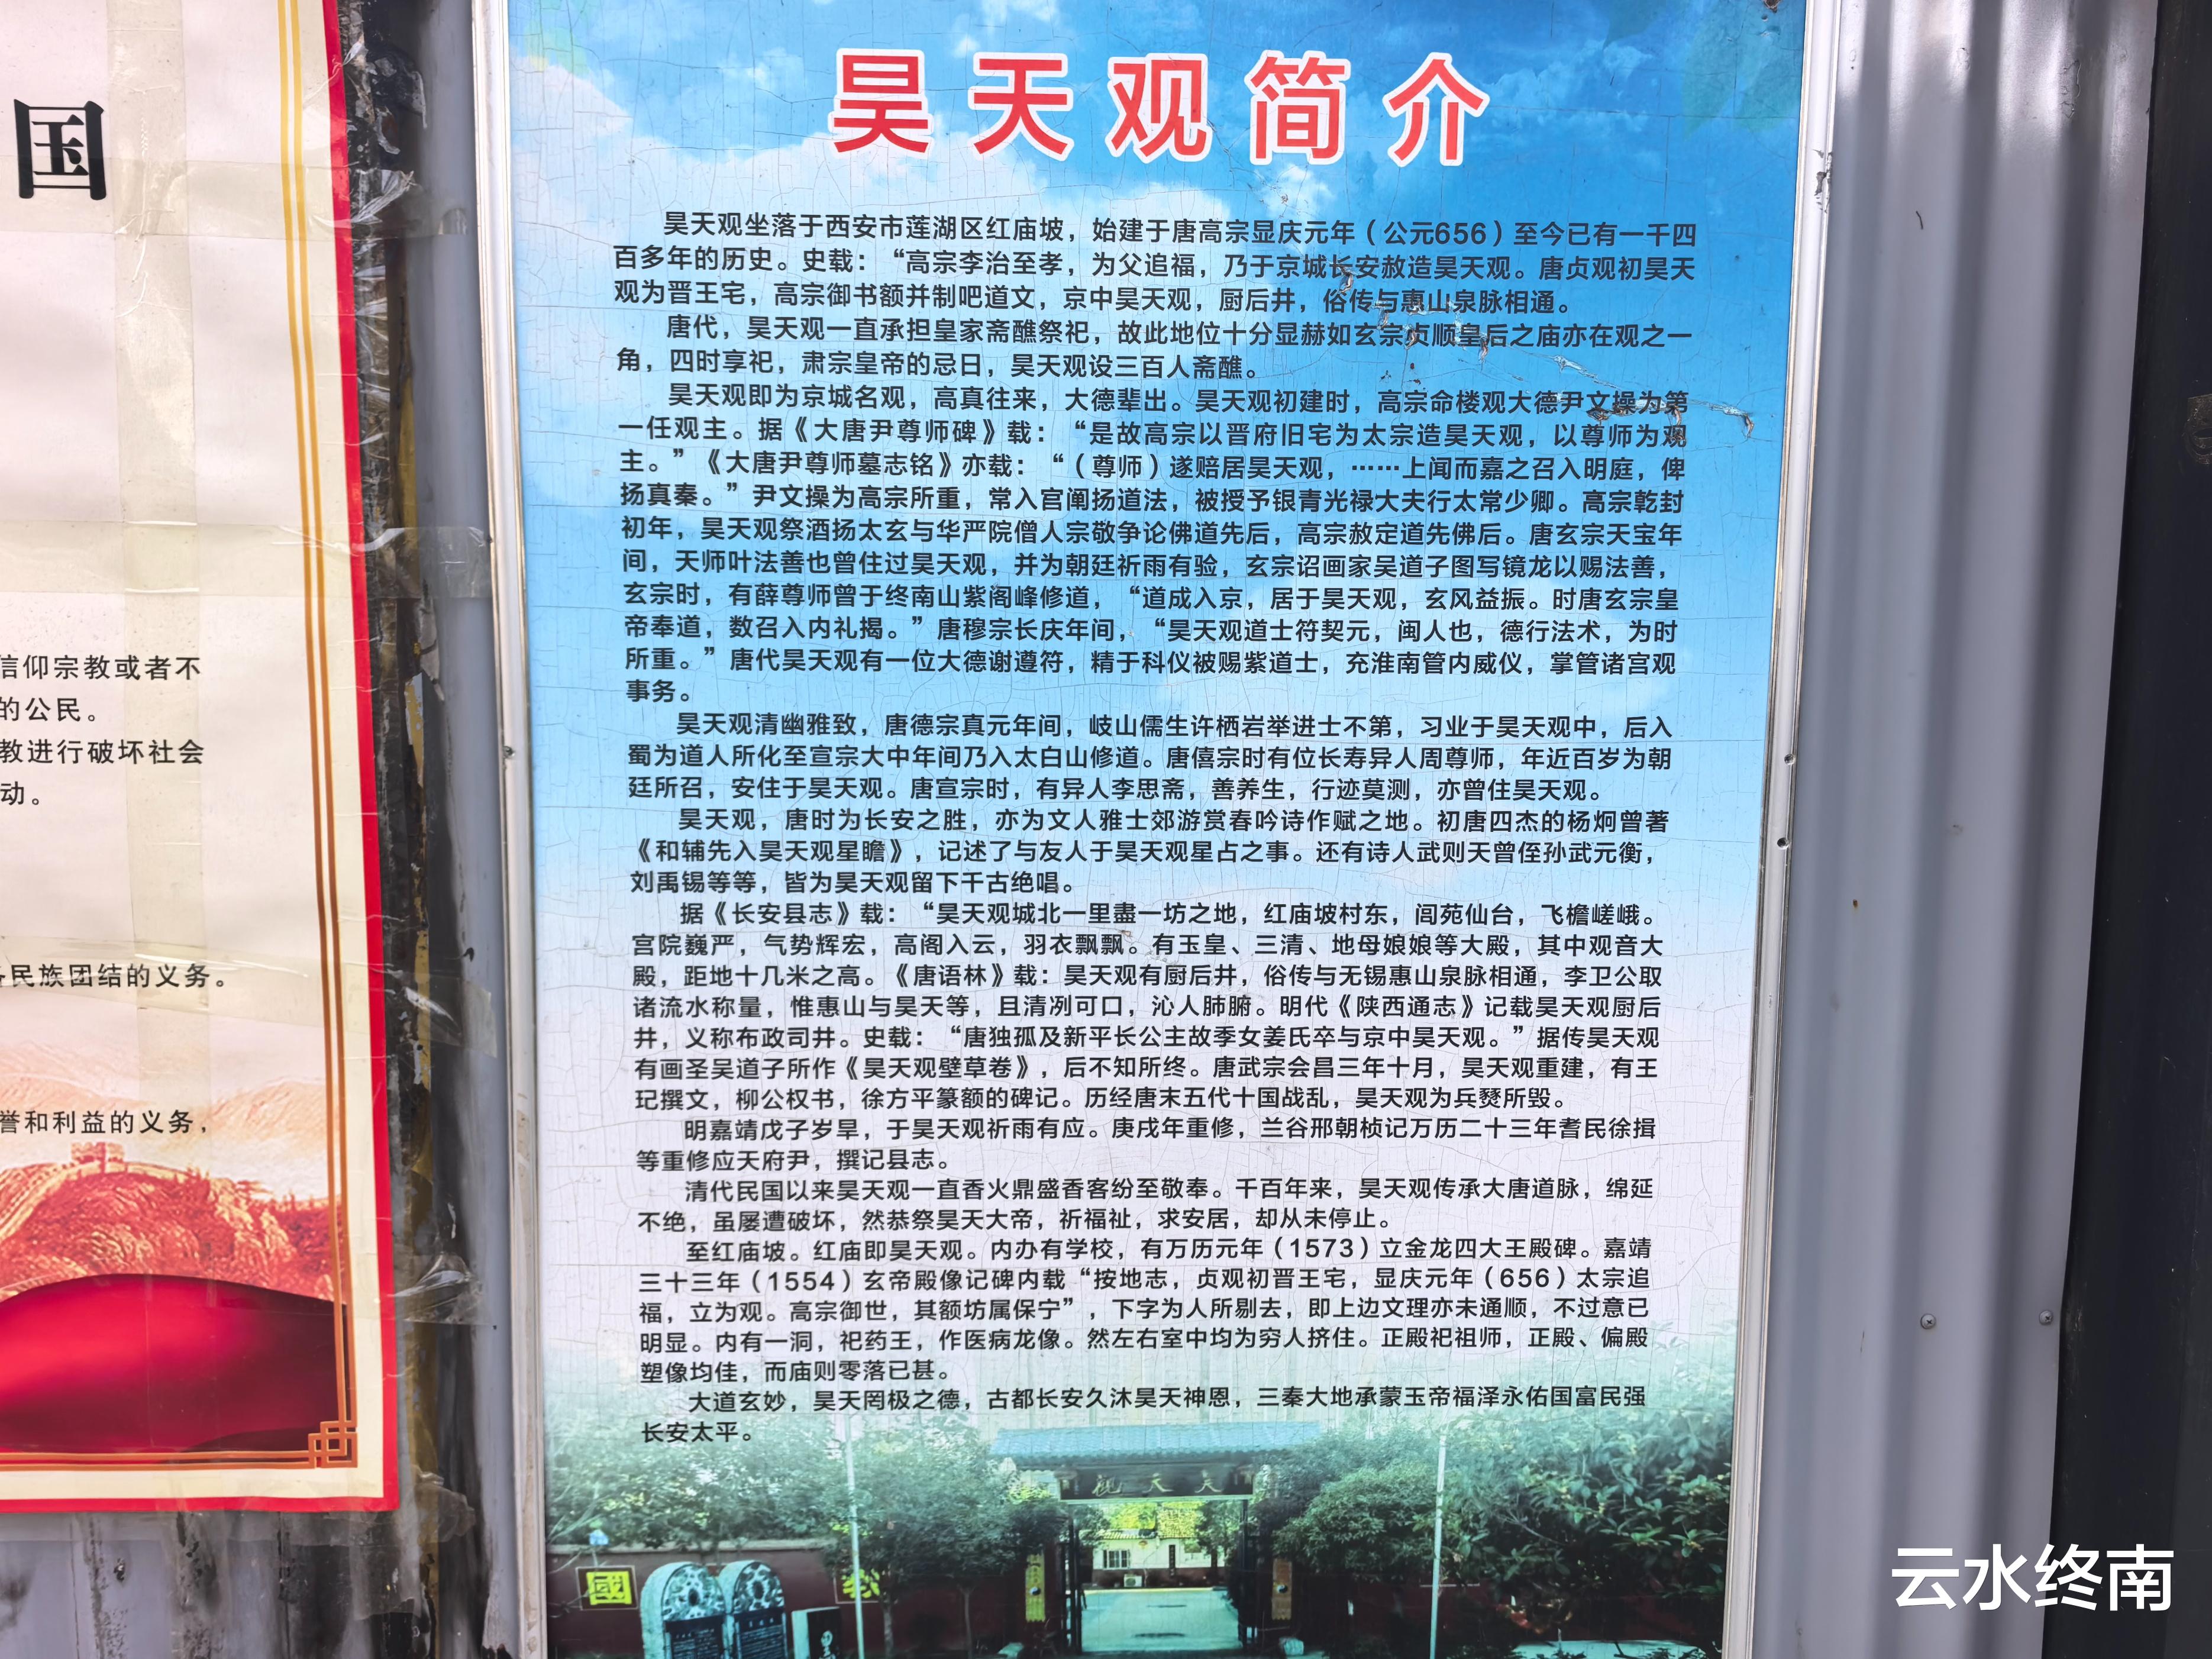 国
信仰宗教或者不
的公民。
教进行破坏社会
动。
民族团结的义务。
誉和利益的义务，
昊天观简介
昊天观坐落于西安市莲湖区红庙坡，始建于唐高宗显庆元年（公元656）至今已有一千四
百多年的历史。史载：“高宗李治至孝，为父追福，乃于京城长安赦造昊天观。唐贞观初昊天
观为晋王宅，高宗御书额并制吧道文，京中昊天观，厨后井，俗传与惠山泉脉相通。
唐代，昊天观一直承担皇家斋醮祭祀，故此地位十分显赫如玄宗贞顺皇后之庙亦在观之一
角，四时享祀，肃宗皇帝的忌日，昊天观设三百人斋醮。
昊天观即为京城名观，高真往来，大德辈出。昊天观初建时，高宗命楼观大德尹文操为第
一任观主。据《大唐尹尊师碑》载：“是故高宗以晋府旧宅为太宗造昊天观，以尊师为观
主。”《大唐尹尊师墓志铭》亦载：“（尊师）遂赔居昊天观，……上闻而嘉之召入明庭，俾
扬真秦。”尹文操为高宗所重，常入宫阐扬道法，被授予银青光禄大夫行太常少卿。高宗乾封
初年，昊天观祭酒扬太玄与华严院僧人宗敬争论佛道先后，高宗赦定道先佛后。唐玄宗天宝年
间，天师叶法善也曾住过昊天观，并为朝廷祈雨有验，玄宗诏画家吴道子图写镜龙以赐法善，
玄宗时，有薛尊师曾于终南山紫阁峰修道，“道成入京，居于昊天观，玄风益振。时唐玄宗皇
帝奉道，数召入内礼揭。”唐穆宗长庆年间，“昊天观道士符契元，闽人也，德行法术，为时
所重。”唐代昊天观有一位大德谢遵符，精于科仪被赐紫道士，充淮南管内威仪，掌管诸宫观
事务。
昊天观清幽雅致，唐德宗真元年间，岐山儒生许栖岩举进士不第，习业于昊天观中，后入
蜀为道人所化至宣宗大中年间乃入太白山修道。唐僖宗时有位长寿异人周尊师，年近百岁为朝
廷所召，安住于昊天观。唐宣宗时，有异人李思斋，善养生，行迹莫测，亦曾住昊天观。
昊天观，唐时为长安之胜，亦为文人雅士郊游赏春吟诗作赋之地。初唐四杰的杨炯曾著
《和辅先入昊天观星瞻》，记述了与友人于昊天观星占之事。还有诗人武则天曾侄孙武元衡，
刘禹锡等等，皆为昊天观留下千古绝唱。
据《长安县志》载：“昊天观城北一里盡一坊之地，红庙坡村东，闾苑仙台，飞檐嵯峨。
宫院巍严，气势辉宏，高阁入云，羽衣飘飘。有玉皇、三清、地母娘娘等大殿，其中观音大
殿，距地十几米之高。《唐语林》载：昊天观有厨后井，俗传与无锡惠山泉脉相通，李卫公取
诸流水称量，惟惠山与昊天等，且清冽可口，沁人肺腑。明代《陕西通志》记载昊天观厨后
井，义称布政司井。史载：“唐独孤及新平长公主故季女姜氏卒与京中昊天观。”据传昊天观
有画圣吴道子所作《昊天观壁草卷》，后不知所终。唐武宗会昌三年十月，昊天观重建，有王
玘撰文，柳公权书，徐方平篆额的碑记。历经唐末五代十国战乱，昊天观为兵燹所毁。
明嘉靖戊子岁旱，于昊天观祈雨有应。庚戌年重修，兰谷邢朝桢记万历二十三年耆民徐揖
等重修应天府尹，撰记县志。
清代民国以来昊天观一直香火鼎盛香客纷至敬奉。千百年来，昊天观传承大唐道脉，绵延
不绝，虽屡遭破坏，然恭祭昊天大帝，祈福祉，求安居，却从未停止。
至红庙坡。红庙即昊天观。内办有学校，有万历元年（1573）立金龙四大王殿碑。嘉靖
三十三年（1554）玄帝殿像记碑内载“按地志，贞观初晋王宅，显庆元年（656）太宗追
福，立为观。高宗御世，其额坊属保宁”，下字为人所剔去，即上边文理亦未通顺，不过意已
明显。内有一洞，祀药王，作医病龙像。然左右室中均为穷人挤住。正殿祀祖师，正殿、偏殿
塑像均佳，而庙则零落已甚。
大道玄妙，昊天罔极之德，古都长安久沐昊天神恩，三秦大地承蒙玉帝福泽永佑国富民强
长安太平。
國
云水终南